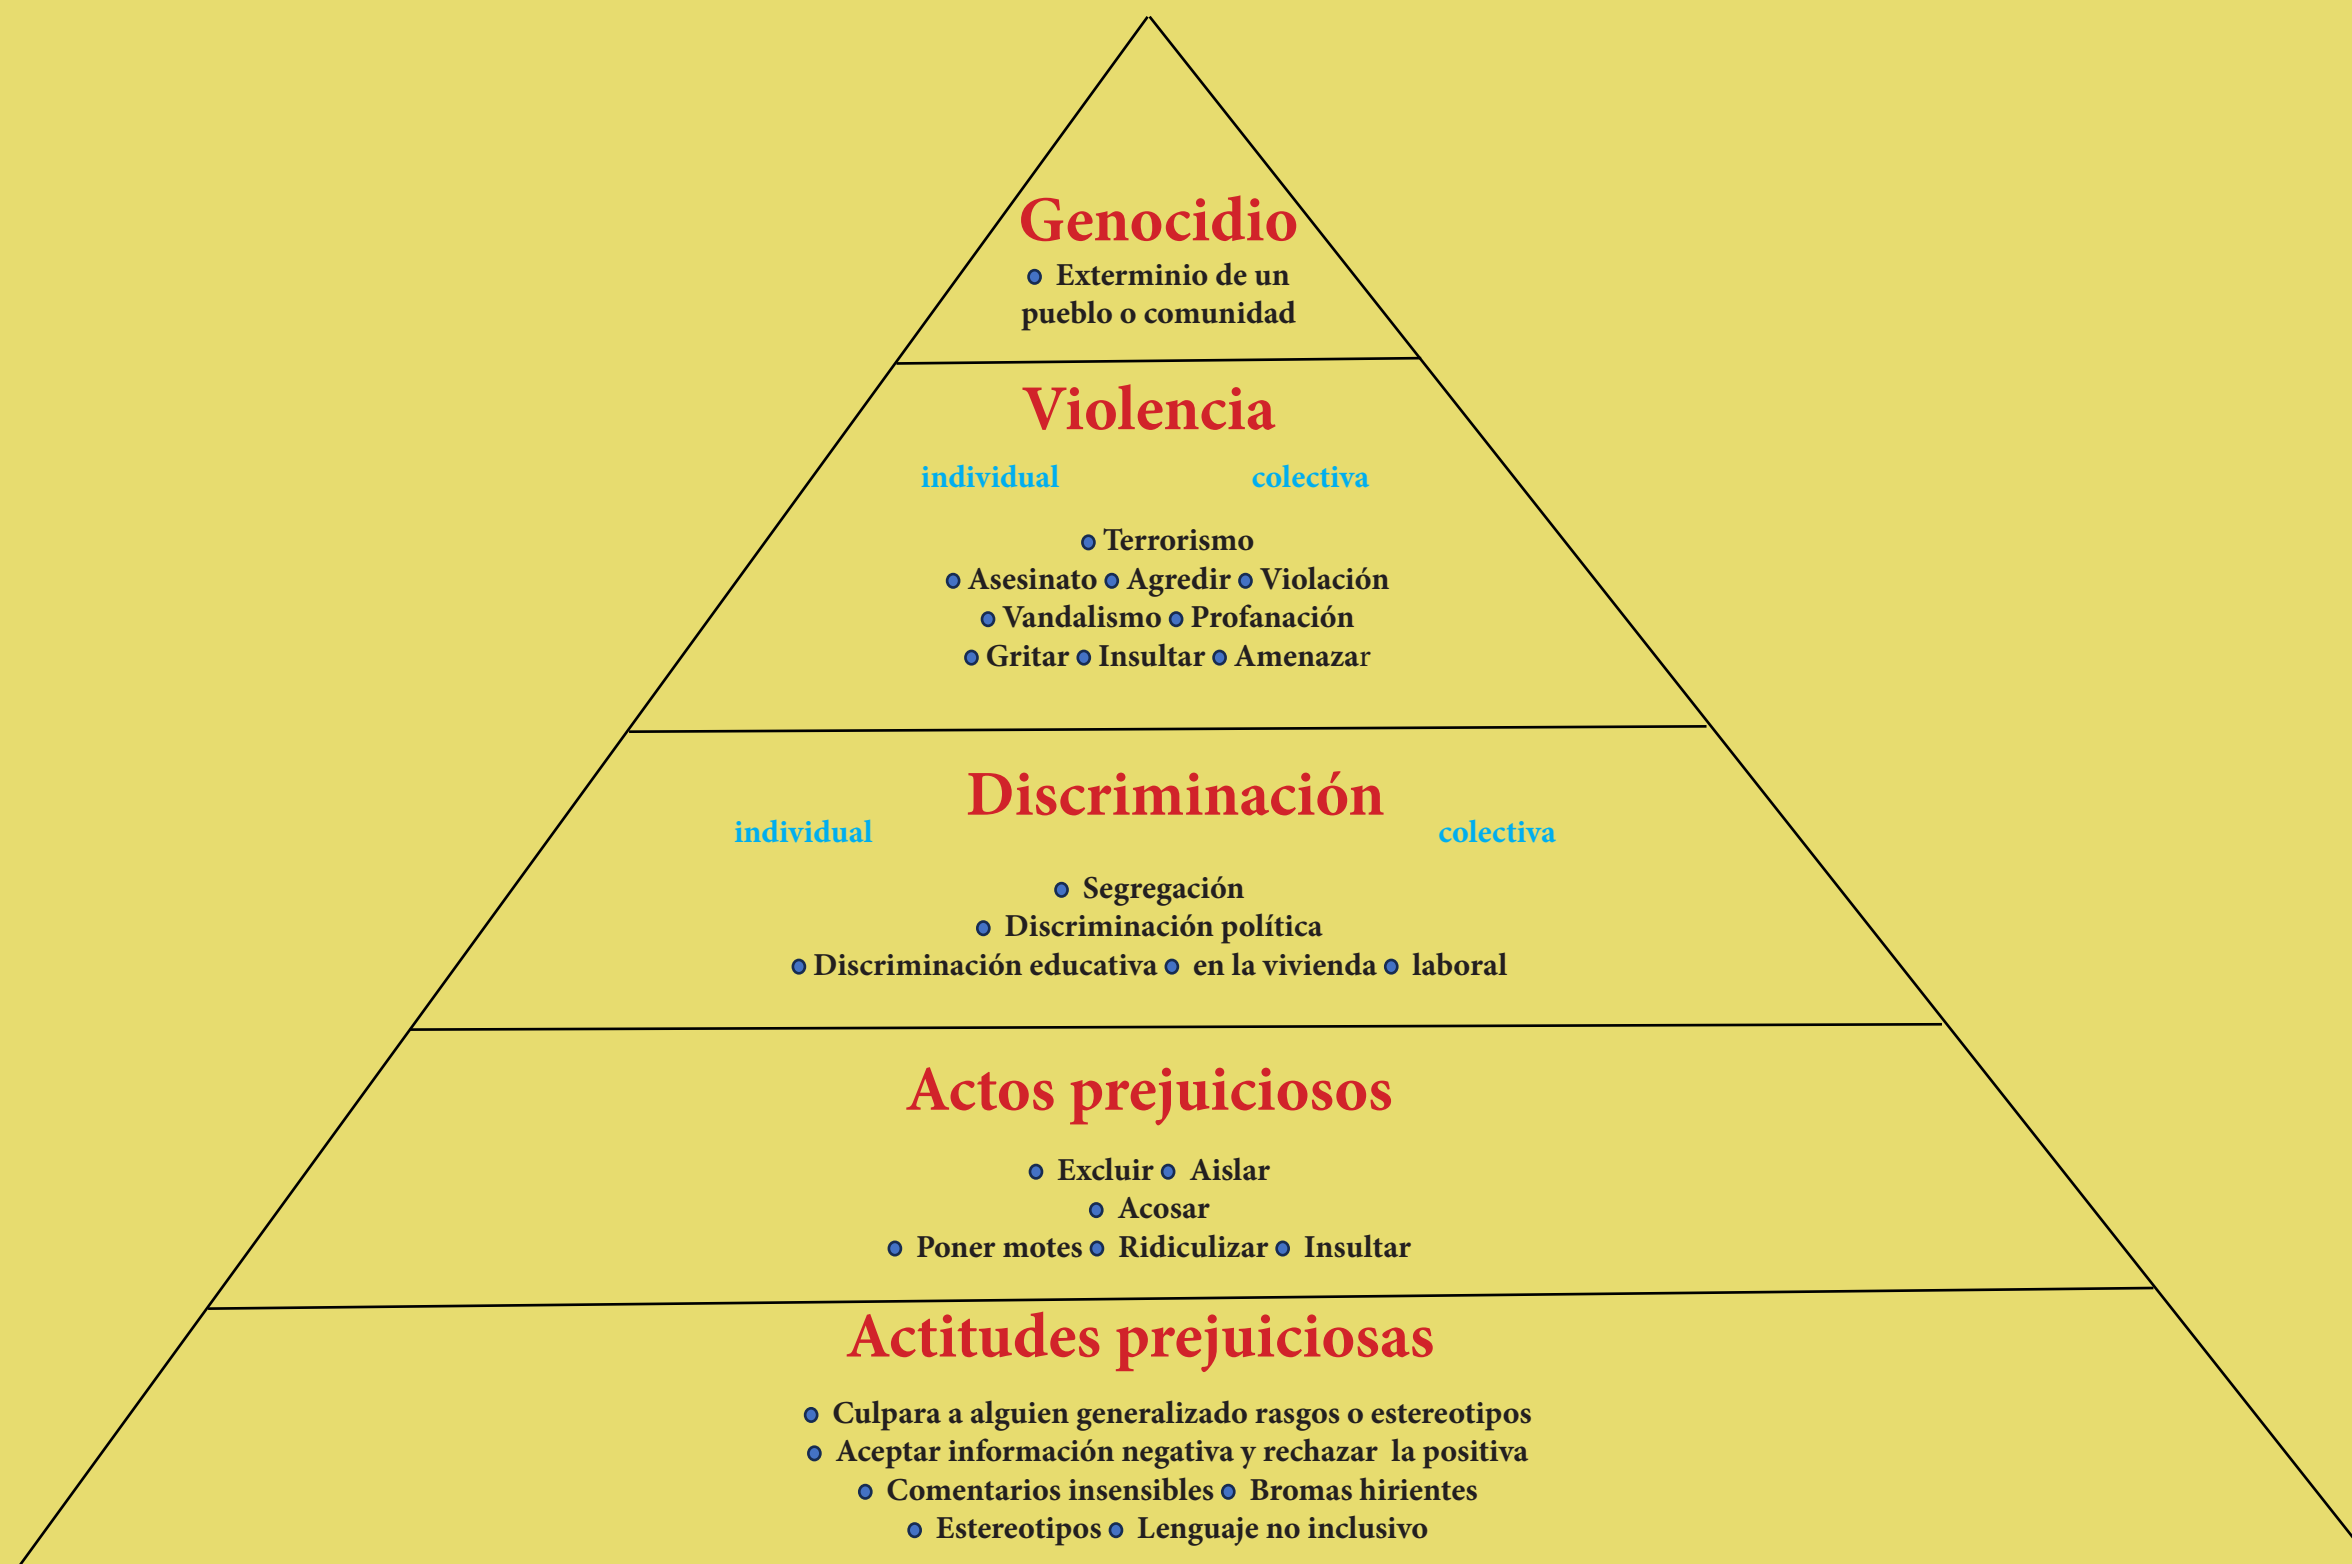 Genocidio
• Exterminio de un
pueblo o comunidad
Violencia
individual colectiva
• Terrorismo
• Asesinato • Agredir • Violación
• Vandalismo • Profanación
• Gritar • Insultar • Amenazar
Discriminación
individual colectiva
• Segregación
• Discriminación política
• Discriminación educativa • en la vivienda • laboral
Actos prejuiciosos
• Excluir • Aislar
• Acosar
• Poner motes • Ridiculizar • Insultar
Actitudes prejuiciosas
• Culpara a alguien generalizado rasgos o estereotipos
• Aceptar información negativa y rechazar la positiva
• Comentarios insensibles • Bromas hirientes
• Estereotipos • Lenguaje no inclusivo